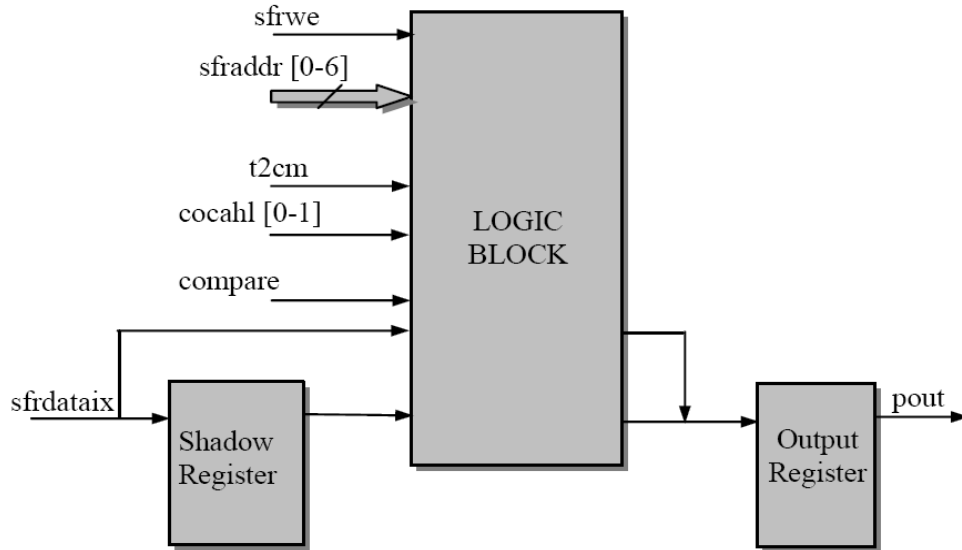 sfrwe
sfraddr [0-6]
t2cm
cocahl [0-1]
LOGIC
BLOCK
compare
sfrdataix
Shadow
Register
Output
Register
pout